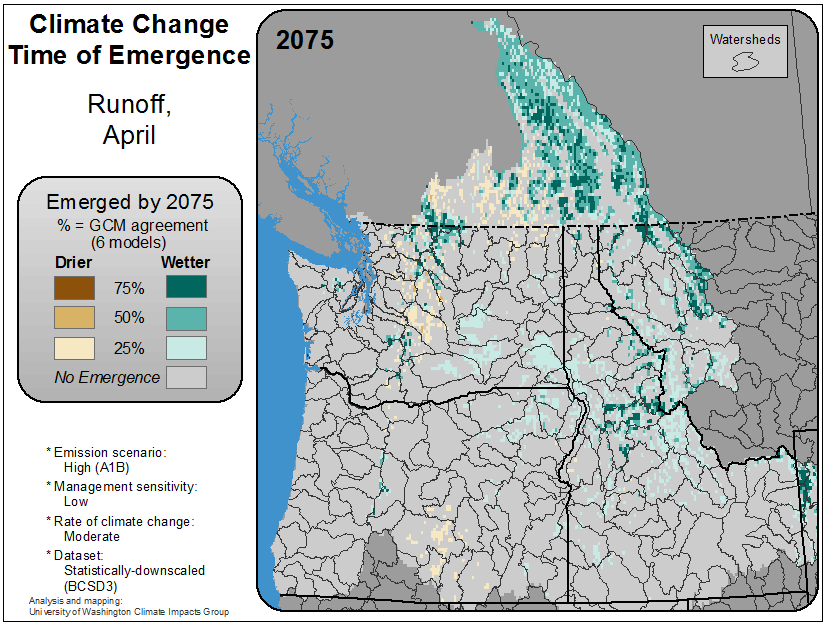 Climate Change
Time of Emergence
Runoff,
April
Emerged by 2075
% = GCM agreement
(6 models)
Drier Wetter
75%
50%
25%
No Emergence
* Emission scenario:
High (A1B)
* Management sensitivity:
Low
* Rate of climate change:
Moderate
* Dataset:
Statistically-downscaled
(BCSD3)
Analysis and mapping:
University of Washington Climate Impacts Group
2075
Watersheds